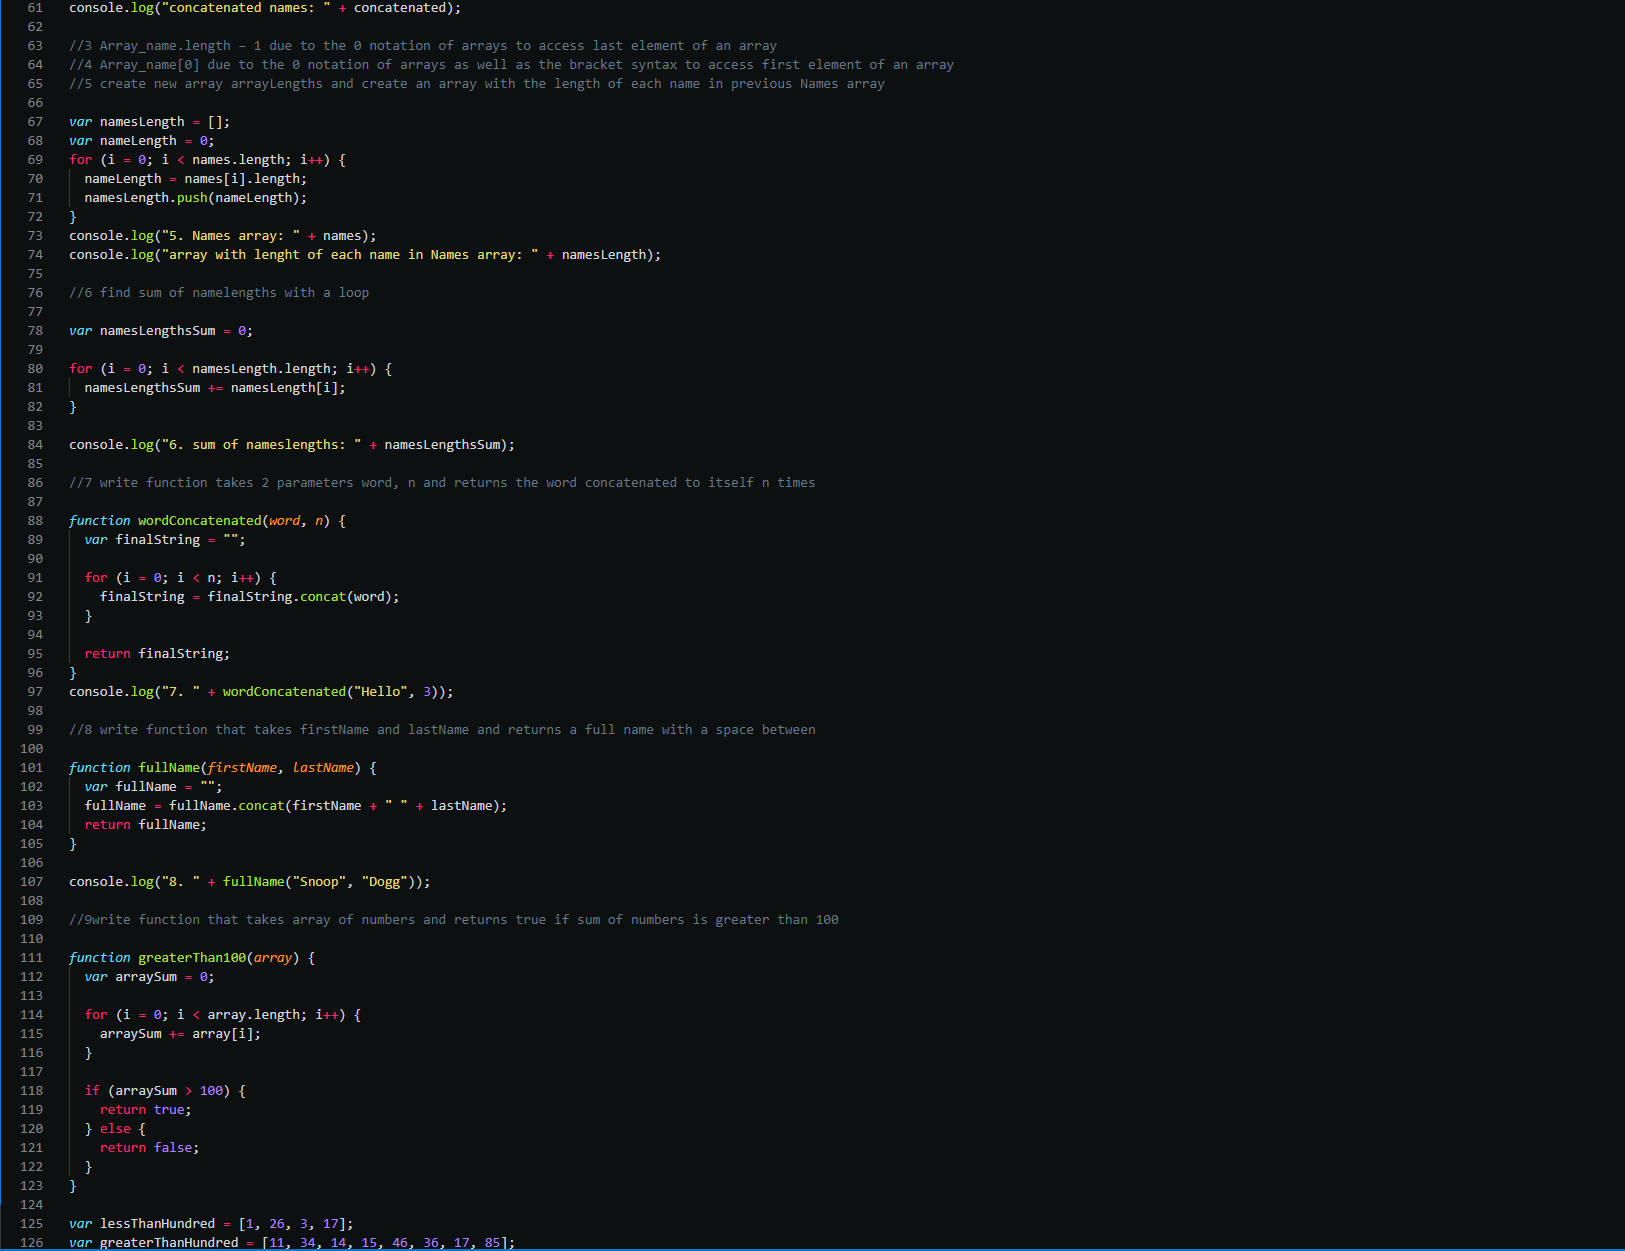 61 console.log("concatenated names: " + concatenated);
62
63 //3 Array_name.length – 1 due to the 0 notation of arrays to access last element of an array
64 //4 Array_name[0] due to the 0 notation of arrays as well as the bracket syntax to access first element of an array
65 //5 create new array arrayLengths and create an array with the length of each name in previous Names array
66
67 var namesLength = [];
68 var nameLength = 0;
69 for (i = 0; i < names.length; i++) {
70   nameLength = names[i].length;
71   namesLength.push(nameLength);
72 }
73 console.log("5. Names array: " + names);
74 console.log("array with lenght of each name in Names array: " + namesLength);
75
76 //6 find sum of namelengths with a loop
77
78 var namesLengthsSum = 0;
79
80 for (i = 0; i < namesLength.length; i++) {
81   namesLengthsSum += namesLength[i];
82 }
83
84 console.log("6. sum of nameslengths: " + namesLengthsSum);
85
86 //7 write function takes 2 parameters word, n and returns the word concatenated to itself n times
87
88 function wordConcatenated(word, n) {
89   var finalString = "";
90
91   for (i = 0; i < n; i++) {
92     finalString = finalString.concat(word);
93   }
94
95   return finalString;
96 }
97 console.log("7. " + wordConcatenated("Hello", 3));
98
99 //8 write function that takes firstName and lastName and returns a full name with a space between
100
101 function fullName(firstName, lastName) {
102   var fullName = "";
103   fullName = fullName.concat(firstName + " " + lastName);
104   return fullName;
105 }
106
107 console.log("8. " + fullName("Snoop", "Dogg"));
108
109 //9write function that takes array of numbers and returns true if sum of numbers is greater than 100
110
111 function greaterThan100(array) {
112   var arraySum = 0;
113
114   for (i = 0; i < array.length; i++) {
115     arraySum += array[i];
116   }
117
118   if (arraySum > 100) {
119     return true;
120   } else {
121     return false;
122   }
123 }
124
125 var lessThanHundred = [1, 26, 3, 17];
126 var greaterThanHundred = [11, 34, 14, 15, 46, 36, 17, 85];